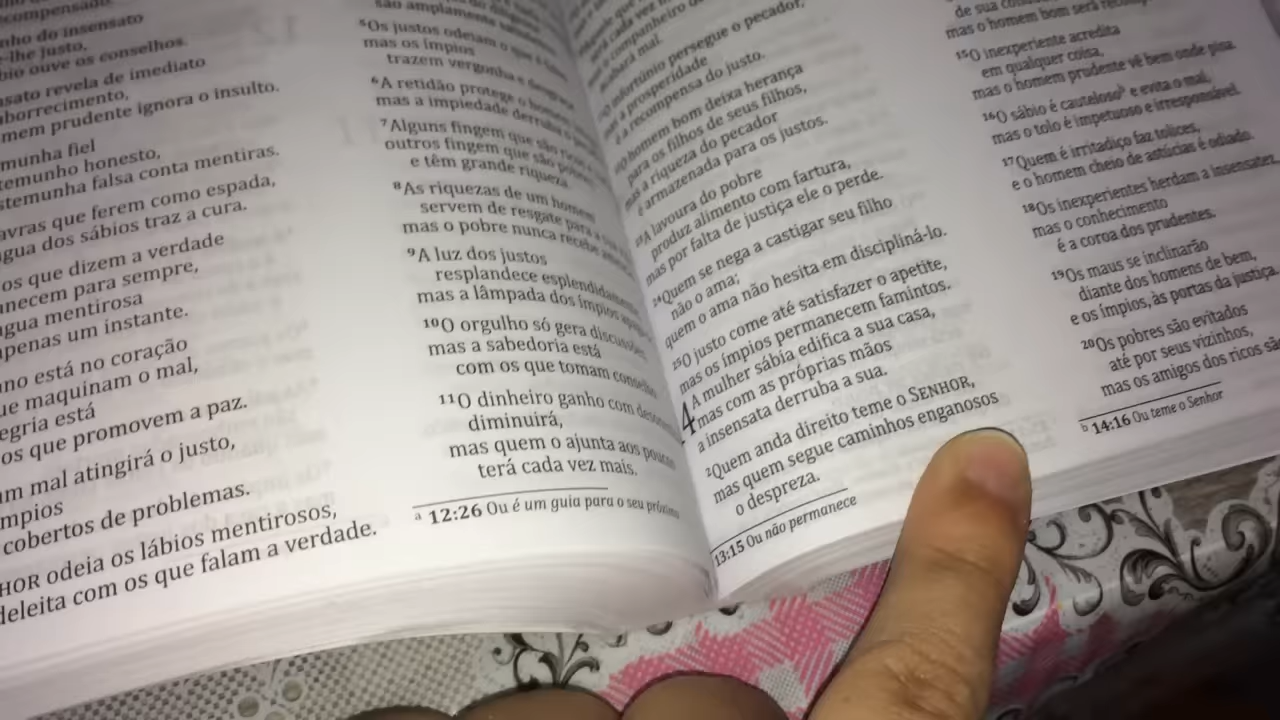 compensado
nho do insensato
-lhe justo,
bio ouve os conselhos.
sato revela de imediato
aborrecimento,
mem prudente ignora o insulto.
munha fiel
temunho honesto,
stemunha falsa conta mentiras.
avras que ferem como espada,
gua dos sábios traz a cura.
os que dizem a verdade
anecem para sempre,
gua mentirosa
apenas um instante.
ano está no coração
ue maquinam o mal,
egria está
os que promovem a paz.
um mal atingirá o justo,
mpios
cobertos de problemas.
HOR odeia os lábios mentirosos,
deleita com os que falam a verdade.
são amplamente
5Os justos odeiam o que é
mas os ímpios
trazem vergonha e
6A retidão protege o
mas a impiedade derruba o
7Alguns fingem que são ricos
outros fingem que são pobres
e têm grande riqueza.
8As riquezas de um homem
servem de resgate para a
mas o pobre nunca recebe
9A luz dos justos
resplandece esplendidamente
mas a lâmpada dos ímpios
10O orgulho só gera discussões
mas a sabedoria está
com os que tomam
11O dinheiro ganho com
diminuirá,
mas quem o ajunta aos pouco
terá cada vez mais.
a 12:26 Ou é um guia para o seu próximo
infortúnio persegue o pecador,
a prosperidade
é a recompensa do justo.
homem bom deixa herança
para os filhos de seus filhos,
mas a riqueza do pecador
é armazenada para os justos.
23A lavoura do pobre
produz alimento com fartura,
mas por falta de justiça ele o perde.
24Quem se nega a castigar seu filho
não o ama;
quem o ama não hesita em discipliná-lo.
25O justo come até satisfazer o apetite,
mas os ímpios permanecem famintos.
4 A mulher sábia edifica a sua casa,
mas com as próprias mãos
a insensata derruba a sua.
2Quem anda direito teme o SENHOR,
mas quem segue caminhos enganosos
o despreza.
13:15 Ou não permanece
de sua
mas o homem bom será
15O inexperiente acredita
em qualquer coisa,
mas o homem prudente vê bem onde pisa.
16O sábio é cauteloso b e evita o mal,
mas o tolo é impetuoso e irresponsável.
17Quem é irritadiço faz tolices,
e o homem cheio de astúcias é odiado.
18Os inexperientes herdam a insensatez,
mas o conhecimento
é a coroa dos prudentes.
19Os maus se inclinarão
diante dos homens de bem,
e os ímpios, às portas da justiça.
20Os pobres são evitados
até por seus vizinhos,
mas os amigos dos ricos são
b 14:16 Ou teme o Senhor